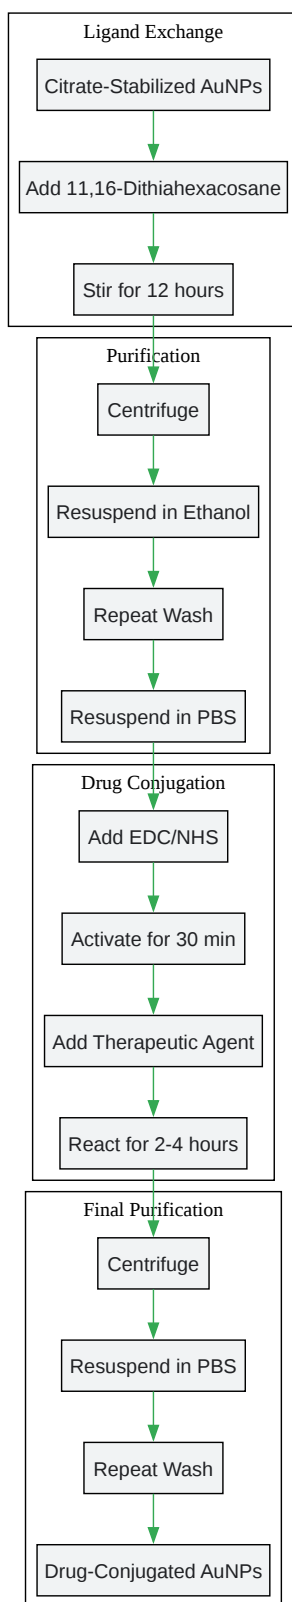 Ligand Exchange
Citrate-Stabilized AuNPs
Add 11,16-Dithiahexacosane
Stir for 12 hours
Purification
Centrifuge
Resuspend in Ethanol
Repeat Wash
Resuspend in PBS
Drug Conjugation
Add EDC/NHS
Activate for 30 min
Add Therapeutic Agent
React for 2-4 hours
Final Purification
Centrifuge
Resuspend in PBS
Repeat Wash
Drug-Conjugated AuNPs